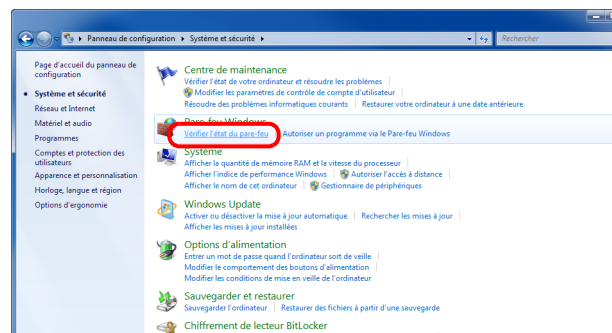 Panneau de configuration ▸ Système et sécurité ▸
Rechercher
Page d'accueil du panneau de
configuration
Système et sécurité
Réseau et Internet
Matériel et audio
Programmes
Comptes et protection des
utilisateurs
Apparence et personnalisation
Horloge, langue et région
Options d'ergonomie
Centre de maintenance
Vérifier l'état de votre ordinateur et résoudre les problèmes
Modifier les paramètres de contrôle de compte d'utilisateur
Résoudre des problèmes informatiques courants Restaurer votre ordinateur à une date antérieure
Pare-feu Windows
Vérifier l'état du pare-feu Autoriser un programme via le Pare-feu Windows
Système
Afficher la quantité de mémoire RAM et la vitesse du processeur
Afficher l'indice de performance Windows Autoriser l'accès à distance
Afficher le nom de cet ordinateur Gestionnaire de périphériques
Windows Update
Activer ou désactiver la mise à jour automatique Rechercher les mises à jour
Afficher les mises à jour installées
Options d'alimentation
Entrer un mot de passe quand l'ordinateur sort de veille
Modifier le comportement des boutons d'alimentation
Modifier les conditions de mise en veille de l'ordinateur
Sauvegarder et restaurer
Sauvegarder l'ordinateur Restaurer des fichiers à partir d'une sauvegarde
Chiffrement de lecteur BitLocker